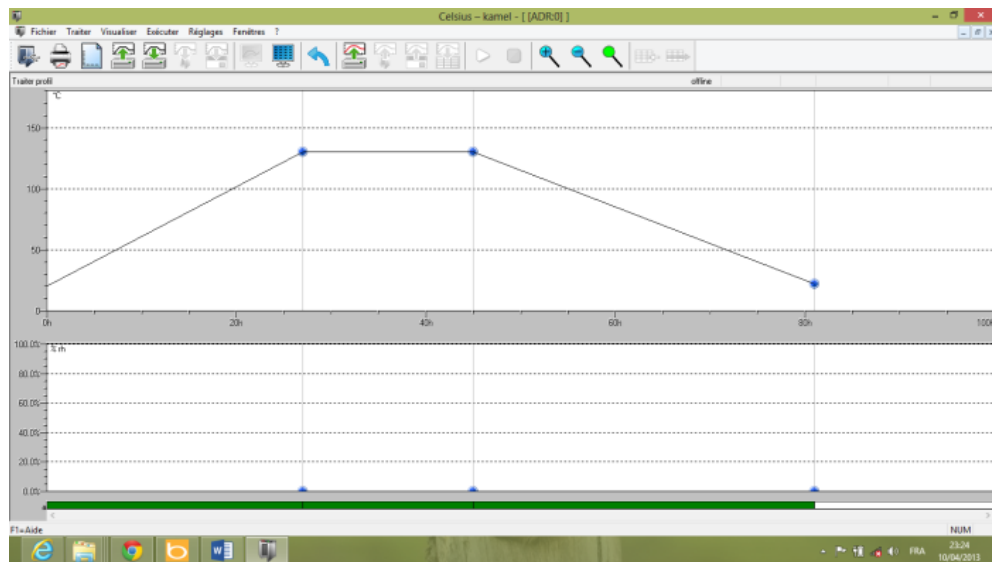 Celsius – kamel - [ [ADR:0] ]
Fichier Traiter Visualiser Exécuter Réglages Fenêtres ?
Traiter profil offline
°C
150
100
50
0
0h 20h 40h 60h 80h 100h
100.0%
% rh
80.0%
60.0%
40.0%
20.0%
0.0%
F1=Aide NUM
FRA 23:24
10/04/2013